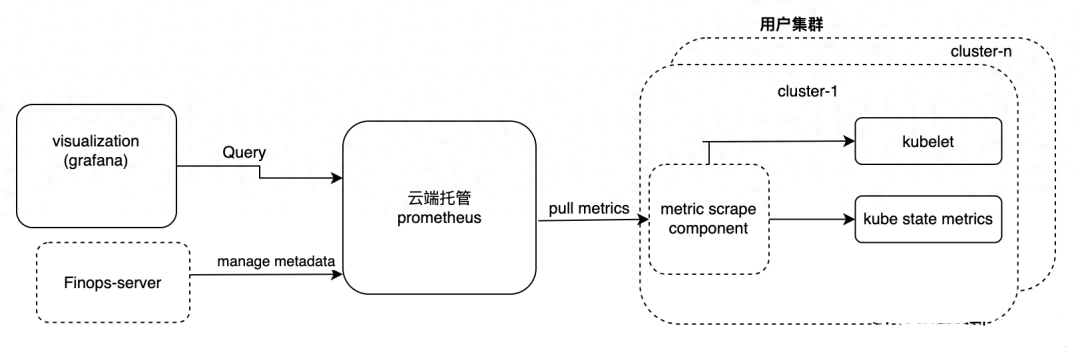 用户集群
cluster-n
cluster-1
visualization
(grafana)
Query
kubelet
云端托管
prometheus
pull metrics
metric scrape
component
kube state metrics
manage metadata
Finops-server